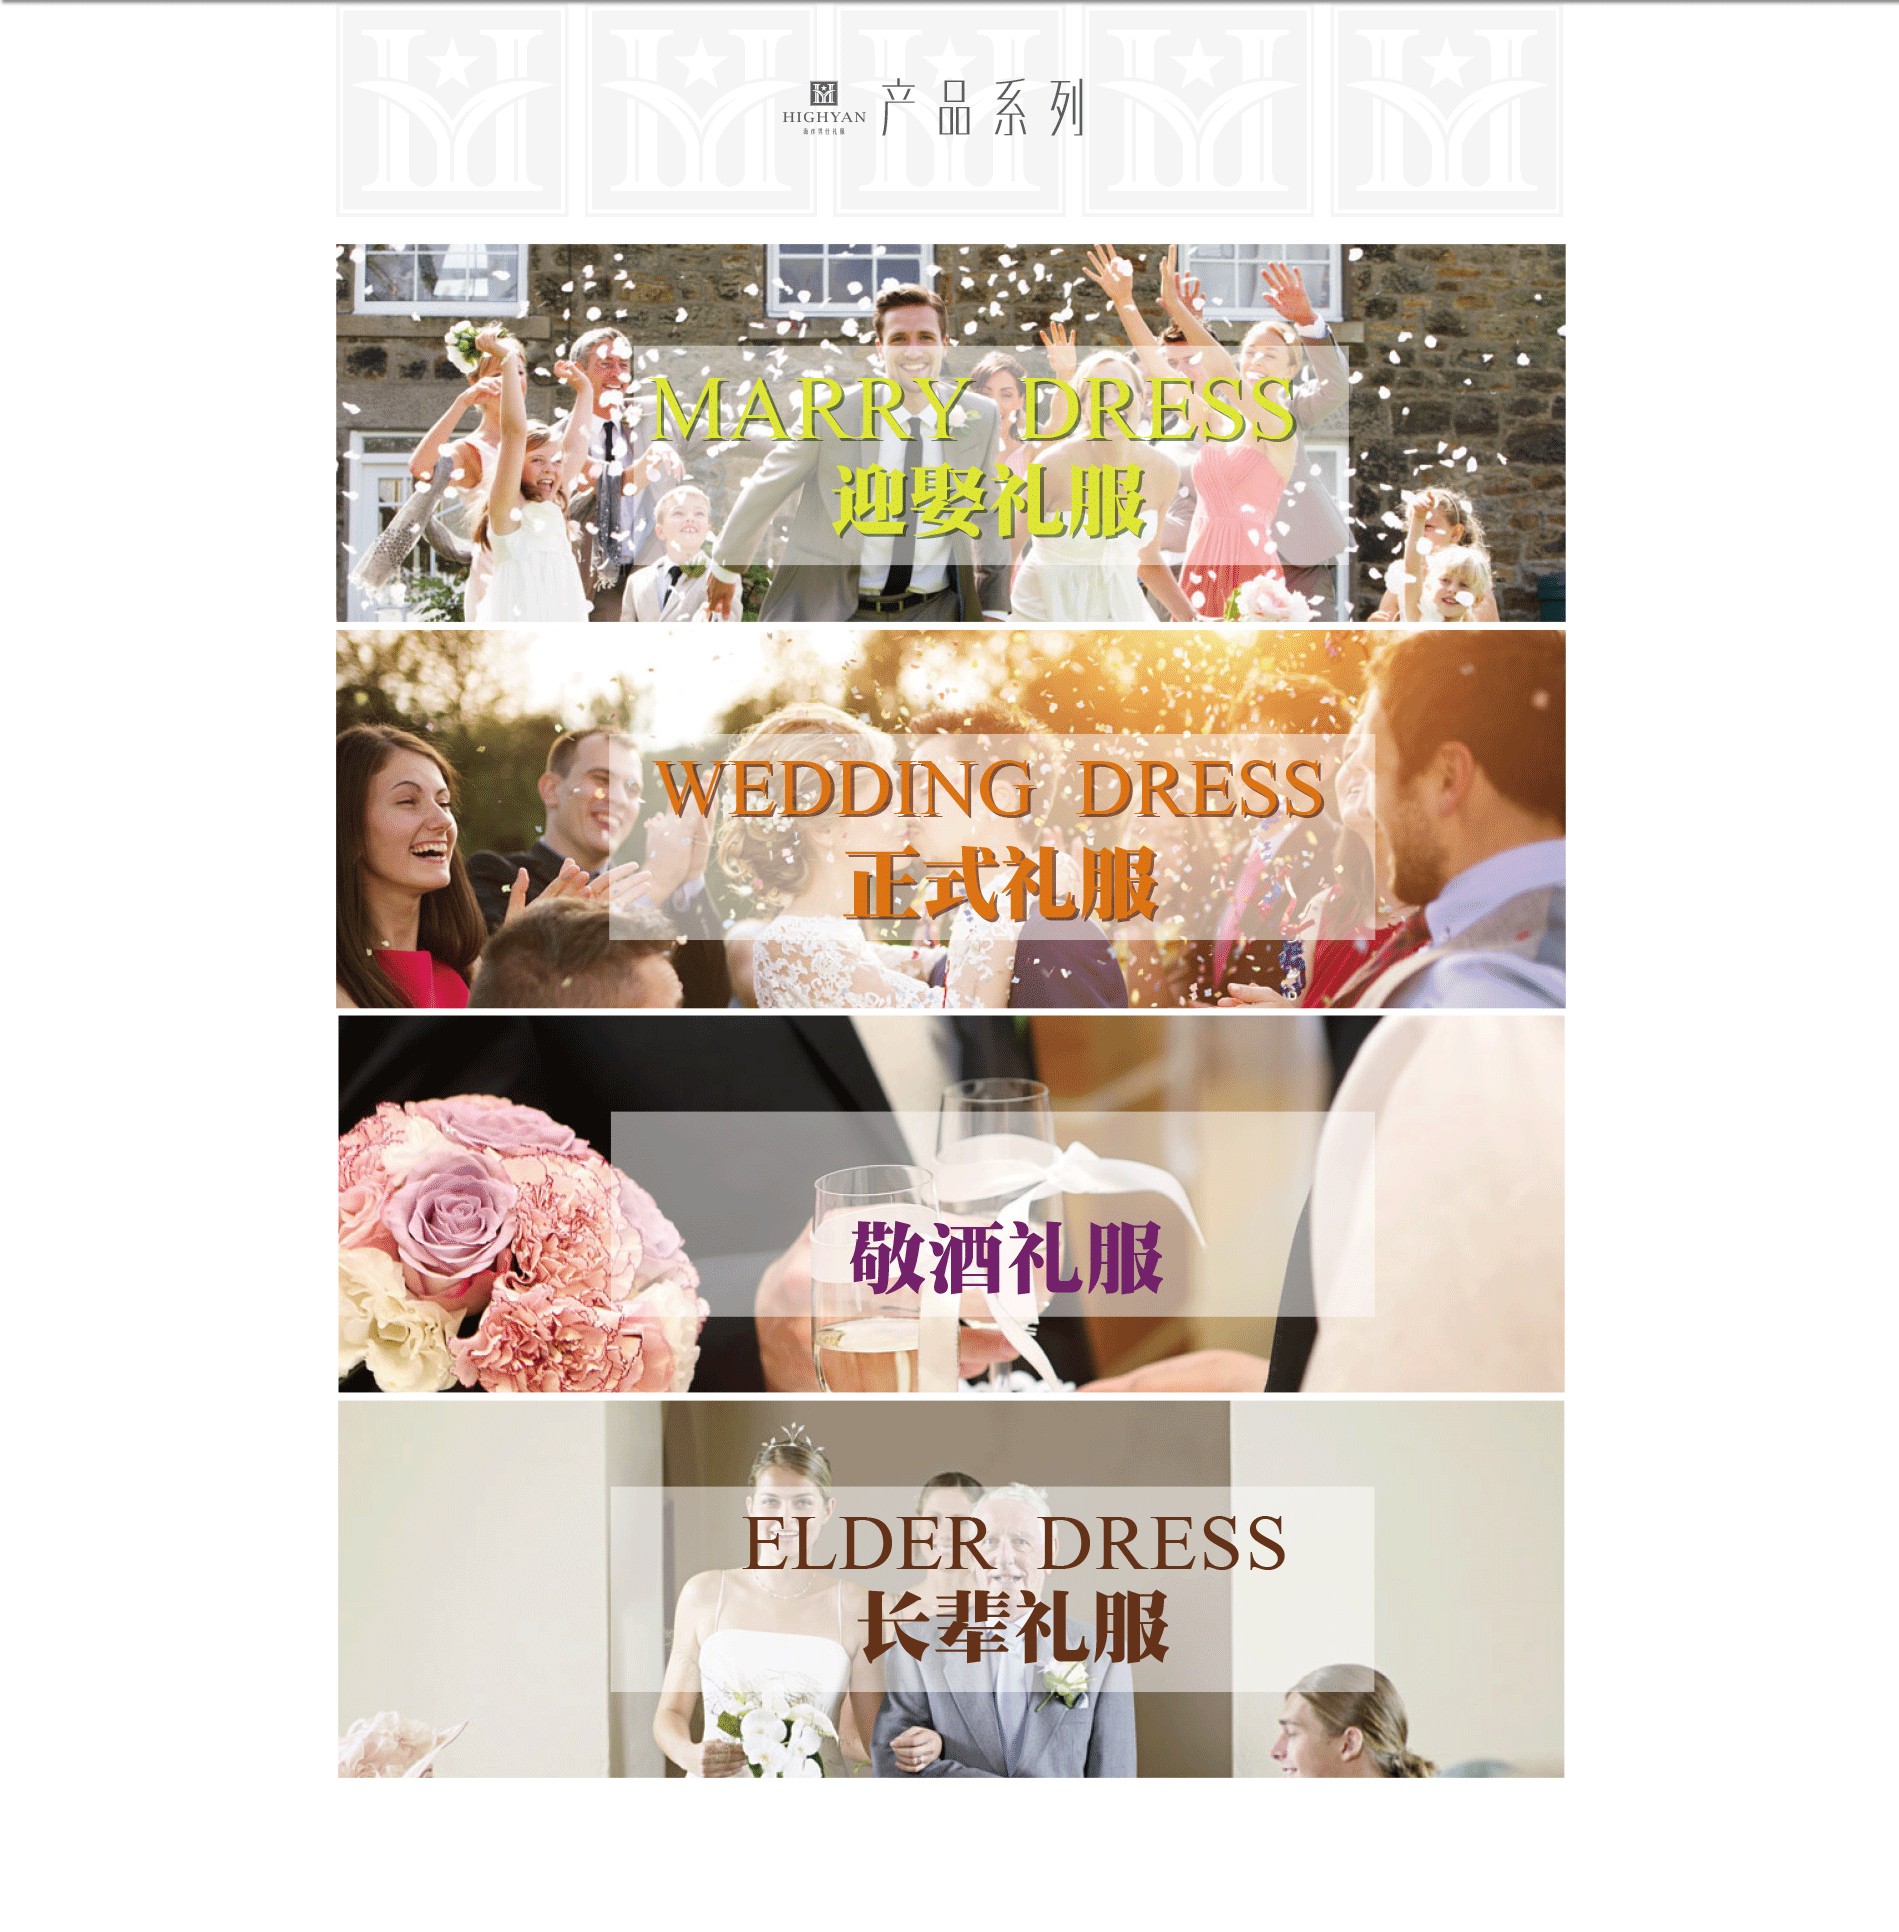 HIGHYAN
产品系列
MARRY DRESS
迎娶礼服
WEDDING DRESS
正式礼服
敬酒礼服
ELDER DRESS
长辈礼服